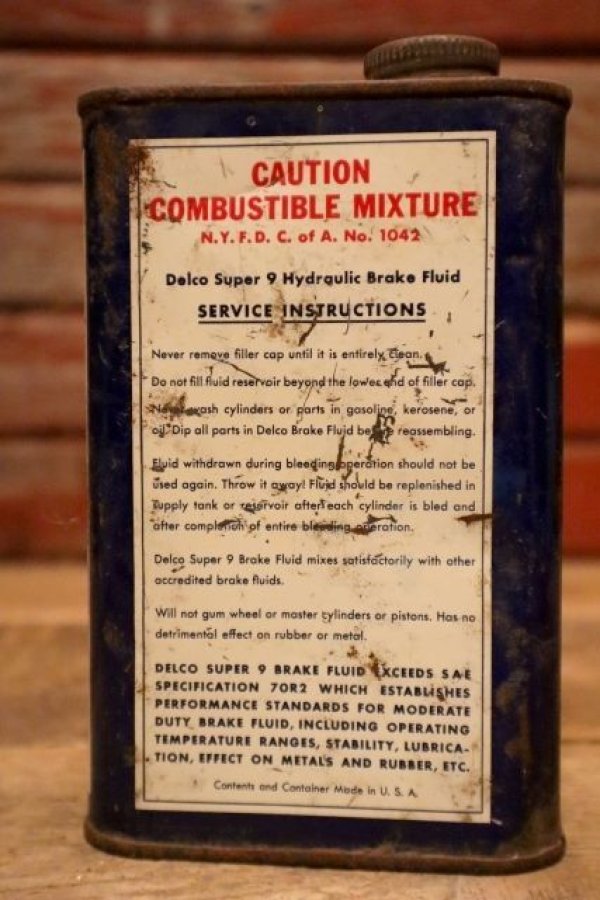 CAUTION
COMBUSTIBLE MIXTURE
N.Y.F.D. C. of A. No. 1042
Delco Super 9 Hydraulic Brake Fluid
SERVICE INSTRUCTIONS
Never remove filler cap until it is entirely clean.
Do not fill fluid reservoir beyond the lower end of filler cap.
Never wash cylinders or parts in gasoline, kerosene, or
oil. Dip all parts in Delco Brake Fluid before reassembling.
Fluid withdrawn during bleeding operation should not be
used again. Throw it away! Fluid should be replenished in
supply tank or reservoir after each cylinder is bled and
after completion of entire bleeding operation.
Delco Super 9 Brake Fluid mixes satisfactorily with other
accredited brake fluids.
Will not gum wheel or master cylinders or pistons. Has no
detrimental effect on rubber or metal.
DELCO SUPER 9 BRAKE FLUID EXCEEDS SAE
SPECIFICATION 70R2 WHICH ESTABLISHES
PERFORMANCE STANDARDS FOR MODERATE
DUTY BRAKE FLUID, INCLUDING OPERATING
TEMPERATURE RANGES, STABILITY, LUBRICA-
TION, EFFECT ON METALS AND RUBBER, ETC.
Contents and Container Made in U. S. A.